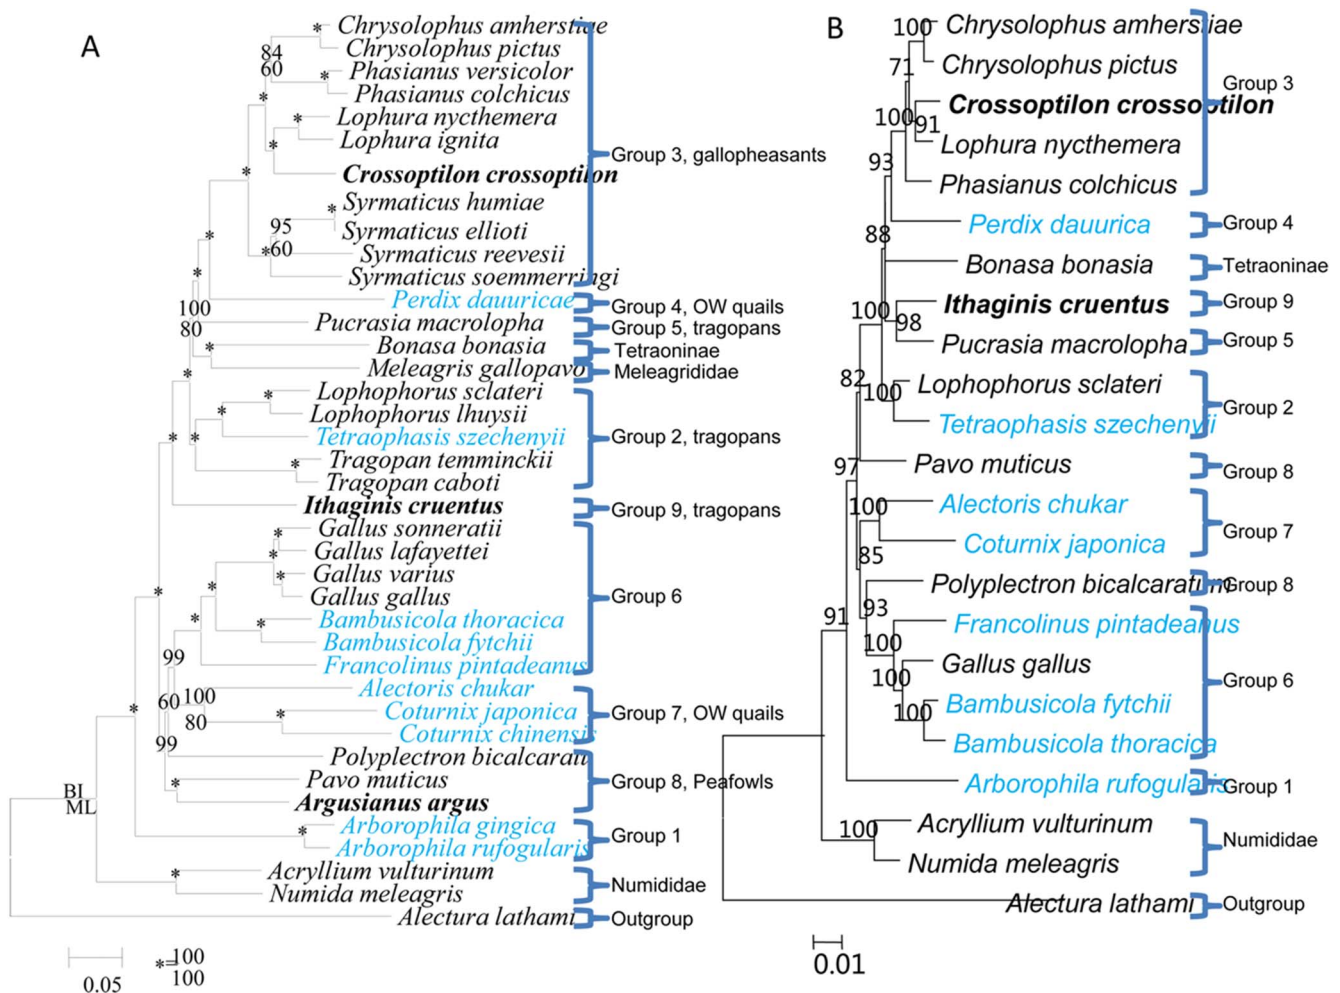 A
*
Chrysolophus amherstiae
Chrysolophus pictus
84
60
*
Phasianus versicolor
Phasianus colchicus
*
*
Lophura nycthemera
Lophura ignita
*
Crossoptilon crossoptilon
Group 3, gallopheasants
*
*
Syrmaticus humiae
Syrmaticus ellioti
95
*60
Syrmaticus reevesii
Syrmaticus soemmerringi
*
*
Perdix dauuricae
Group 4, OW quails
100
80
Pucrasia macrolopha
Group 5, tragopans
*
Bonasa bonasia
Tetraoninae
Meleagris gallopavo
Meleagrididae
*
*
Lophophorus sclateri
Lophophorus lhuysii
*
Tetraophasis szechenyii
Group 2, tragopans
*
*
*
Tragopan temminckii
Tragopan caboti
Ithaginis cruentus
Group 9, tragopans
*
Gallus sonneratii
Gallus lafayettei
*
*
Gallus varius
Gallus gallus
*
*
Group 6
*
*
Bambusicola thoracica
Bambusicola fytchii
Francolinus pintadeanus
99
60
100
80
Alectoris chukar
*
Coturnix japonica
Coturnix chinensis
Group 7, OW quails
*
99
Polyplectron bicalcaratu
*
Pavo muticus
Argusianus argus
Group 8, Peafowls
BI
ML
*
Arborophila gingica
Arborophila rufogularis
Group 1
*
Acryllium vulturinum
Numida meleagris
Numididae
Alectura lathami
Outgroup
0.05
*=100
100
B
100
Chrysolophus amherstiae
71
Chrysolophus pictus
Group 3
Crossoptilon crossoptilon
100
91
Lophura nycthemera
93
Phasianus colchicus
Perdix dauurica
Group 4
88
Bonasa bonasia
Tetraoninae
100
Ithaginis cruentus
Group 9
98
Pucrasia macrolopha
Group 5
82
100
Lophophorus sclateri
Tetraophasis szechenyii
Group 2
97
Pavo muticus
Group 8
100
Alectoris chukar
Coturnix japonica
Group 7
85
Polyplectron bicalcaratum
Group 8
91
93
Francolinus pintadeanus
100
Gallus gallus
100
Bambusicola fytchii
100
Bambusicola thoracica
Group 6
Arborophila rufogularis
Group 1
100
Acryllium vulturinum
Numida meleagris
Numididae
Alectura lathami
Outgroup
0.01